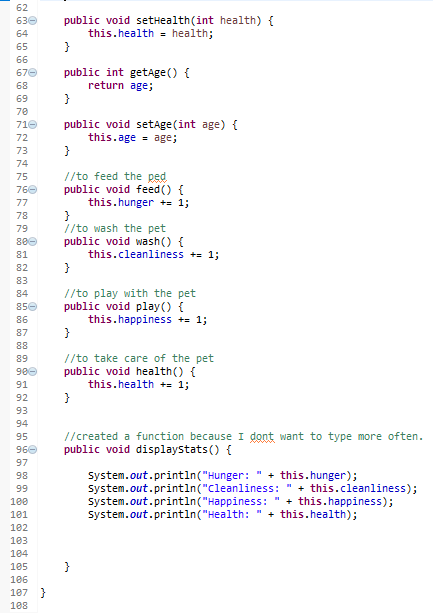 62
63 public void setHealth(int health) {
64 this.health = health;
65 }
66
67 public int getAge() {
68 return age;
69 }
70
71 public void setAge(int age) {
72 this.age = age;
73 }
74
75 //to feed the ped
76 public void feed() {
77 this.hunger += 1;
78 }
79 //to wash the pet
80 public void wash() {
81 this.cleanliness += 1;
82 }
83
84 //to play with the pet
85 public void play() {
86 this.happiness += 1;
87 }
88
89 //to take care of the pet
90 public void health() {
91 this.health += 1;
92 }
93
94
95 //created a function because I dont want to type more often.
96 public void displayStats() {
97
98 System.out.println("Hunger: " + this.hunger);
99 System.out.println("Cleanliness: " + this.cleanliness);
100 System.out.println("Happiness: " + this.happiness);
101 System.out.println("Health: " + this.health);
102
103
104
105 }
106
107 }
108